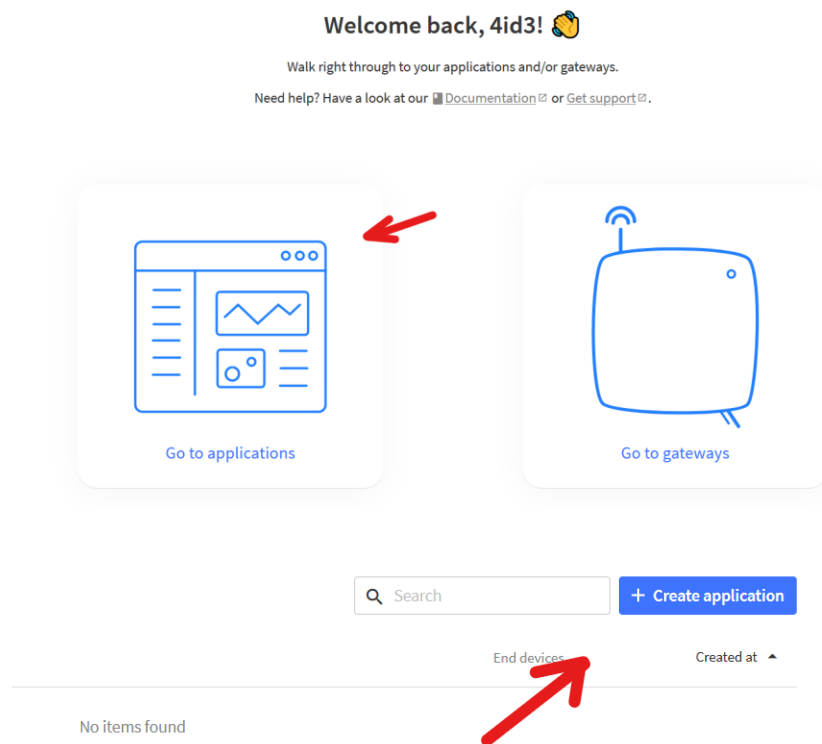 Welcome back, 4id3! 👋
Walk right through to your applications and/or gateways.
Need help? Have a look at our Documentation or Get support.
Go to applications
Go to gateways
Search
+ Create application
End devices
Created at
No items found